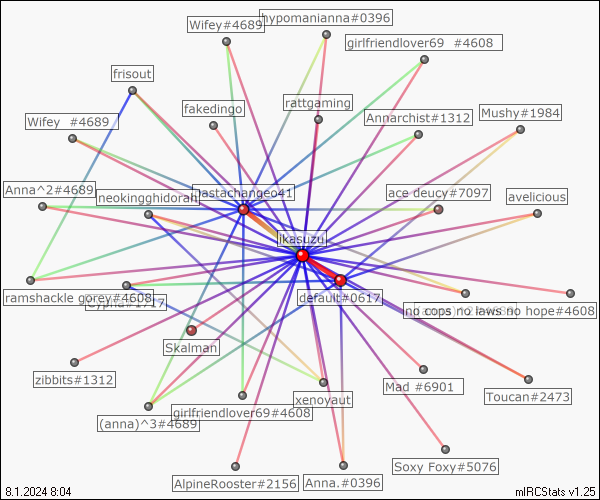 Wifey#4689
hypomanianna#0396
girlfriendlover69 #4608
frisout
fakedingo
rattgaming
Annarchist#1312
Mushy#1984
Wifey #4689
Anna^2#4689
neokingghidorah
nastachangeo41
ace deucy#7097
avelicious
ikasuzu
ramshackle gorey#4608
default#0617
no cops no laws no hope#4608
Skalman
zibbits#1312
(anna)^3#4689
girlfriendlover69#4608
xenoyaut
Mad #6901
Toucan#2473
AlpineRooster#2156
Anna.#0396
Soxy Foxy#5076
8.1.2024 8:04
mIRCStats v1.25